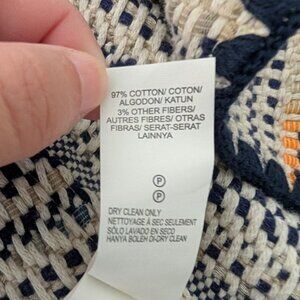 97% COTTON/ COTON/
ALGODON/ KATUN
3% OTHER FIBERS/
AUTRES FIBRES/ OTRAS
FIBRAS/ SERAT-SERAT
LAINNYA
P
P
DRY CLEAN ONLY
NETTOYAGE À SEC SEULEMENT
SÓLO LAVADO EN SECO
HANYA BOLEH DI-DRY CLEAN